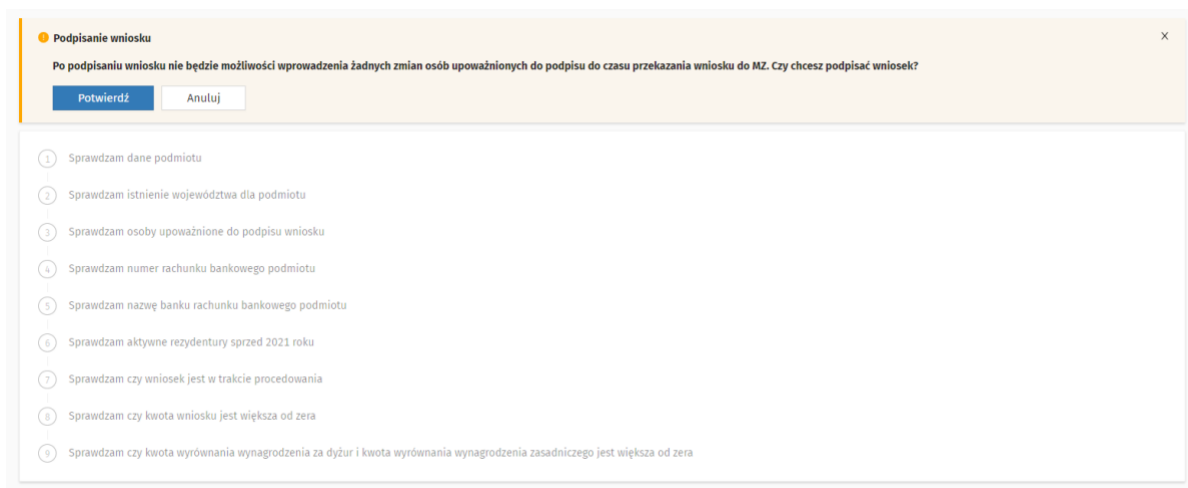 Podpisanie wniosku
X
Po podpisaniu wniosku nie będzie możliwości wprowadzenia żadnych zmian osób upoważnionych do podpisu do czasu przekazania wniosku do MZ. Czy chcesz podpisać wniosek?
Potwierdź Anuluj
1 Sprawdzam dane podmiotu
2 Sprawdzam istnienie województwa dla podmiotu
3 Sprawdzam osoby upoważnione do podpisu wniosku
4 Sprawdzam numer rachunku bankowego podmiotu
5 Sprawdzam nazwę banku rachunku bankowego podmiotu
6 Sprawdzam aktywne rezydentury sprzed 2021 roku
7 Sprawdzam czy wniosek jest w trakcie procedowania
8 Sprawdzam czy kwota wniosku jest większa od zera
9 Sprawdzam czy kwota wyrównania wynagrodzenia za dyżur i kwota wyrównania wynagrodzenia zasadniczego jest większa od zera